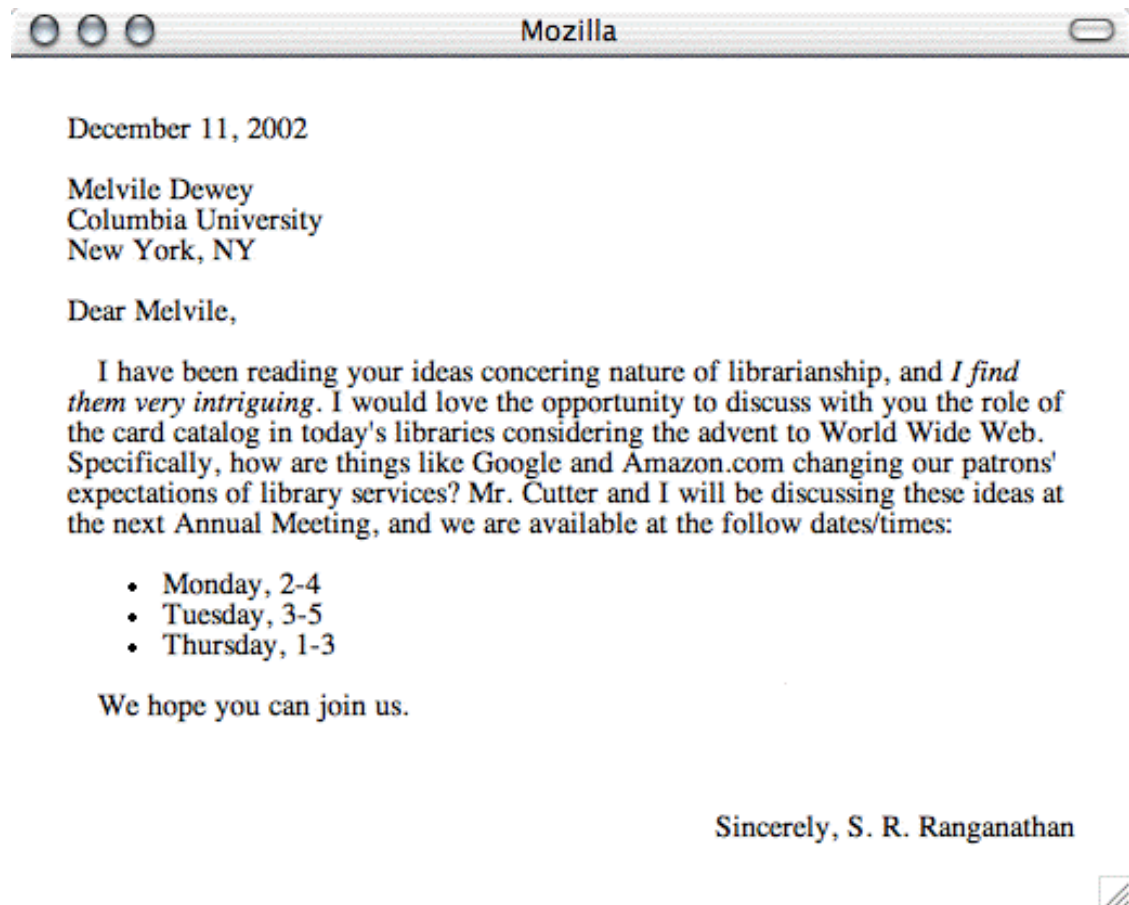 Mozilla
December 11, 2002
Melvile Dewey
Columbia University
New York, NY
Dear Melvile,
I have been reading your ideas concering nature of librarianship, and I find
them very intriguing. I would love the opportunity to discuss with you the role of
the card catalog in today's libraries considering the advent to World Wide Web.
Specifically, how are things like Google and Amazon.com changing our patrons'
expectations of library services? Mr. Cutter and I will be discussing these ideas at
the next Annual Meeting, and we are available at the follow dates/times:
• Monday, 2-4
• Tuesday, 3-5
• Thursday, 1-3
We hope you can join us.
Sincerely, S. R. Ranganathan